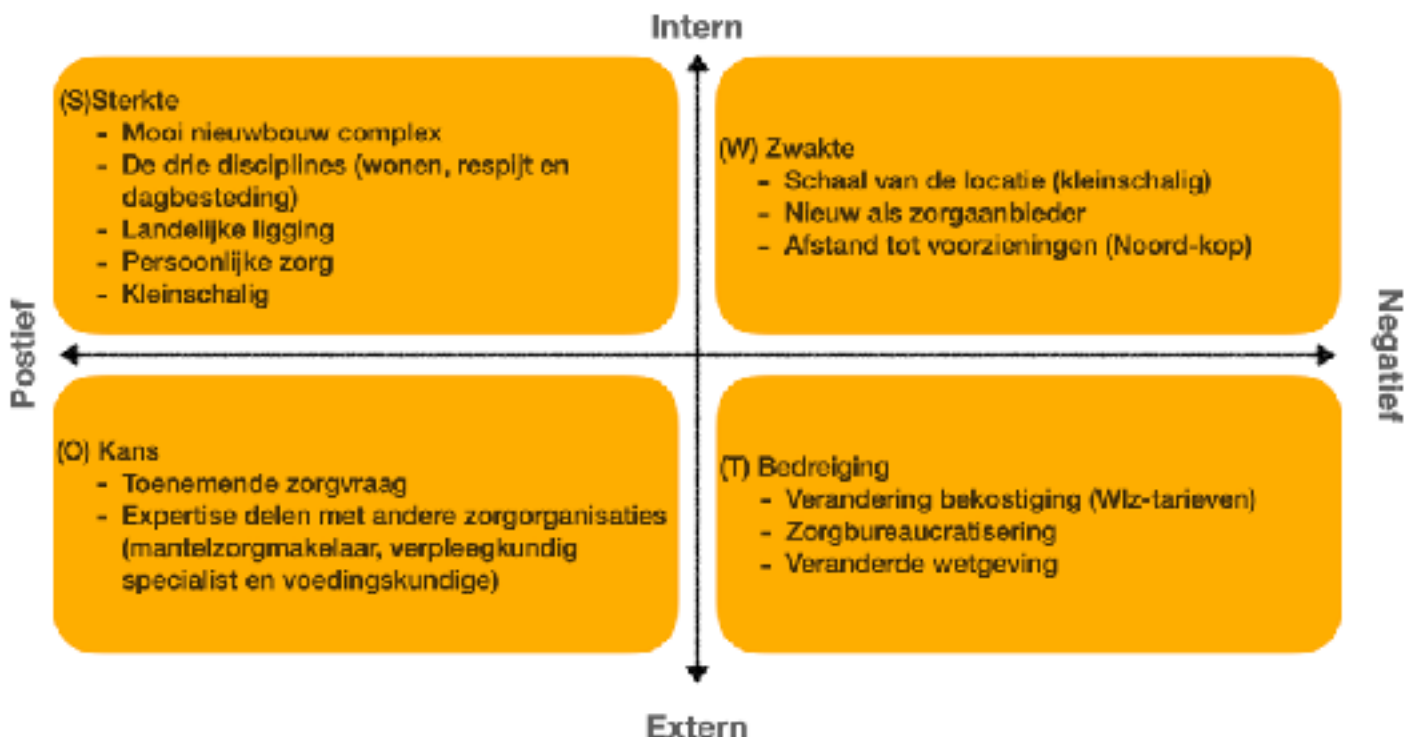 Intern
(S)Sterkte
- Mooi nieuwbouw complex
- De drie disciplines (wonen, respijt en
dagbesteding)
- Landelijke ligging
- Persoonlijke zorg
- Kleinschalig
(W) Zwakte
- Schaal van de locatie (kleinschalig)
- Nieuw als zorgaanbieder
- Afstand tot voorzieningen (Noord-kop)
Postief
Negatief
(O) Kans
- Toenemende zorgvraag
- Expertise delen met andere zorgorganisaties
(mantelzorgmakelaar, verpleegkundig
specialist en voedingskundige)
(T) Bedreiging
- Verandering bekostiging (Wlz-tarieven)
- Zorgbureaucratisering
- Veranderde wetgeving
Extern